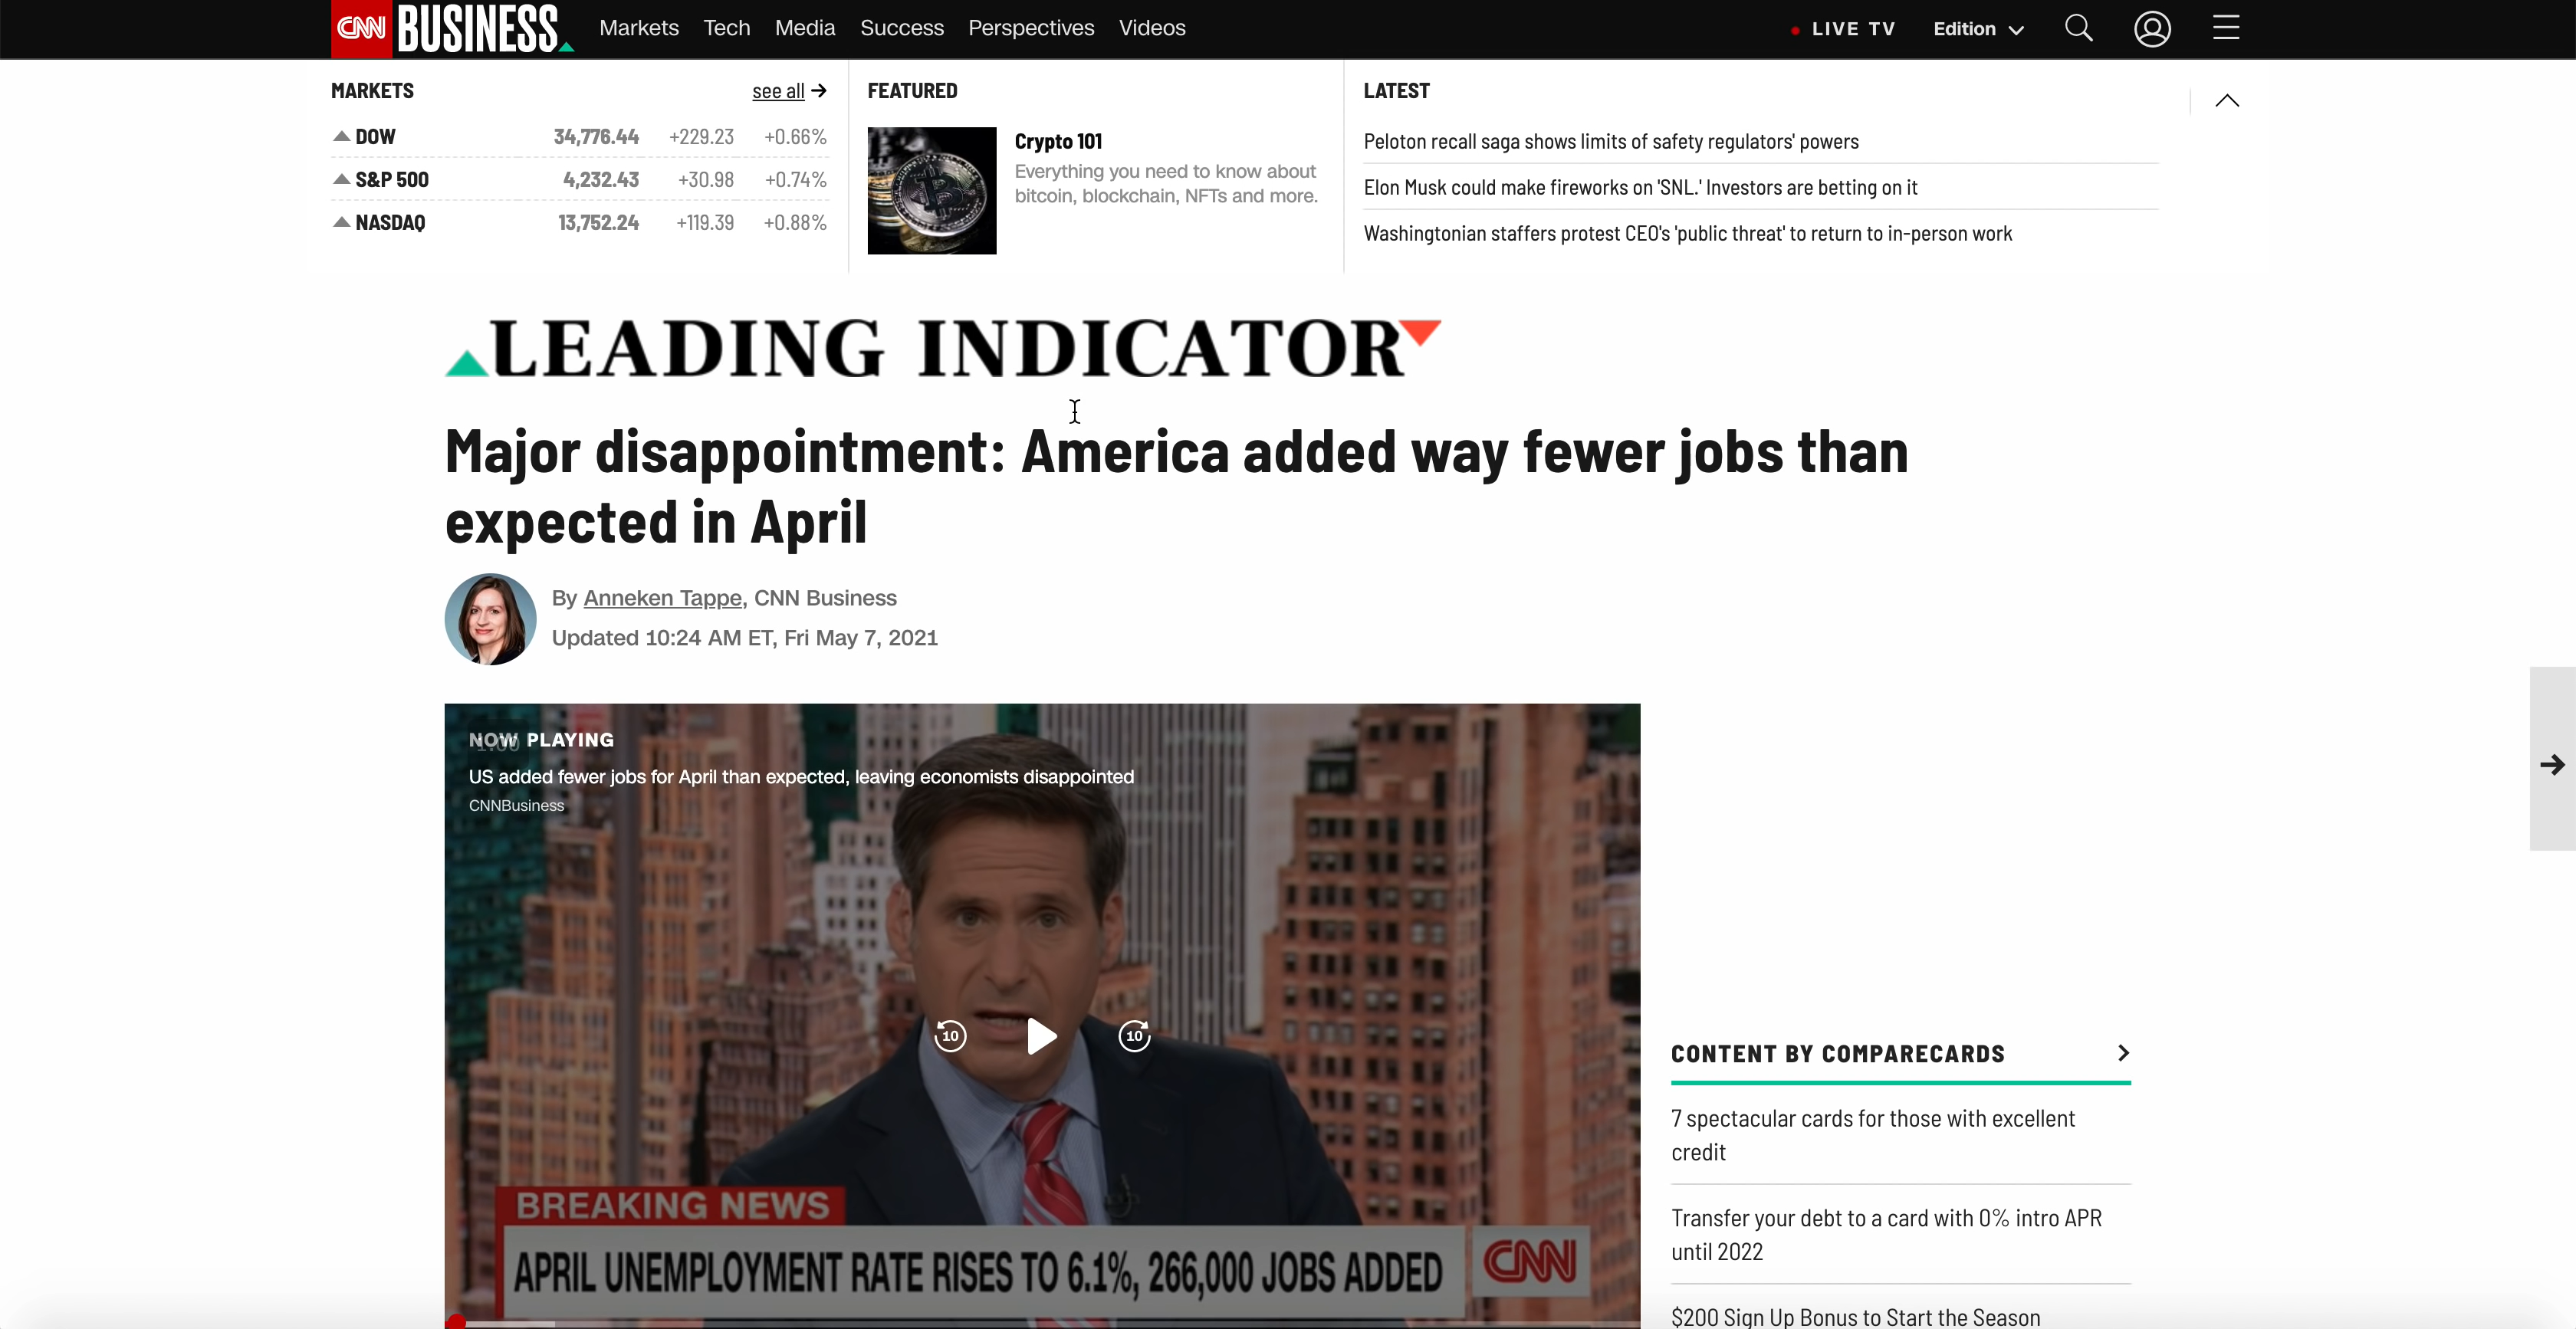 CNN BUSINESS Markets Tech Media Success Perspectives Videos LIVE TV Edition
MARKETS see all →
DOW 34,776.44 +229.23 +0.66%
S&P 500 4,232.43 +30.98 +0.74%
NASDAQ 13,752.24 +119.39 +0.88%
FEATURED
Crypto 101
Everything you need to know about
bitcoin, blockchain, NFTs and more.
LATEST
Peloton recall saga shows limits of safety regulators' powers
Elon Musk could make fireworks on 'SNL.' Investors are betting on it
Washingtonian staffers protest CEO's 'public threat' to return to in-person work
LEADING INDICATOR
Major disappointment: America added way fewer jobs than
expected in April
By Anneken Tappe, CNN Business
Updated 10:24 AM ET, Fri May 7, 2021
NOW PLAYING
US added fewer jobs for April than expected, leaving economists disappointed
CNNBusiness
10 10
BREAKING NEWS
APRIL UNEMPLOYMENT RATE RISES TO 6.1%, 266,000 JOBS ADDED CNN
CONTENT BY COMPARECARDS
7 spectacular cards for those with excellent
credit
Transfer your debt to a card with 0% intro APR
until 2022
$200 Sign Up Bonus to Start the Season